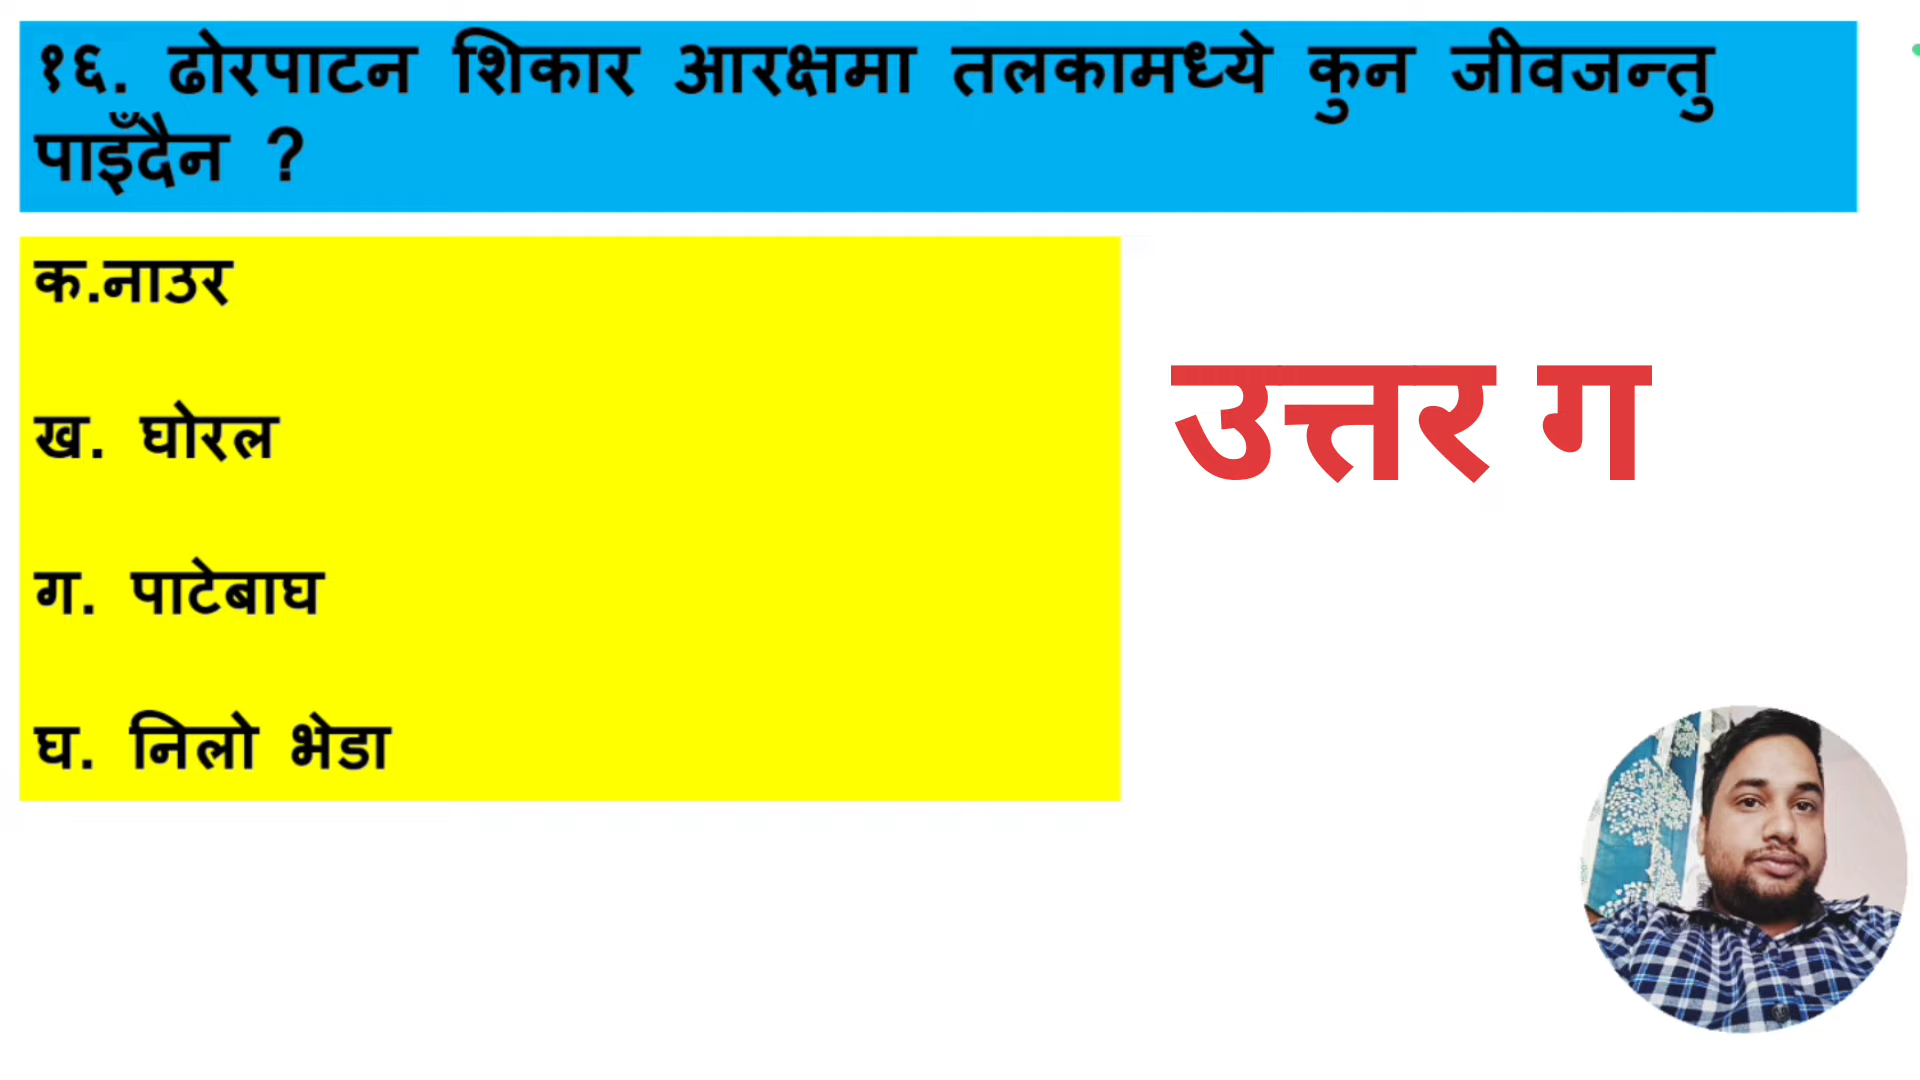 १६. ढोरपाटन शिकार आरक्षमा तलकामध्ये कुन जीवजन्तु
पाइँदैन ?
क.नाउर
ख. घोरल
ग. पाटेबाघ
घ. निलो भेडा
उत्तर ग